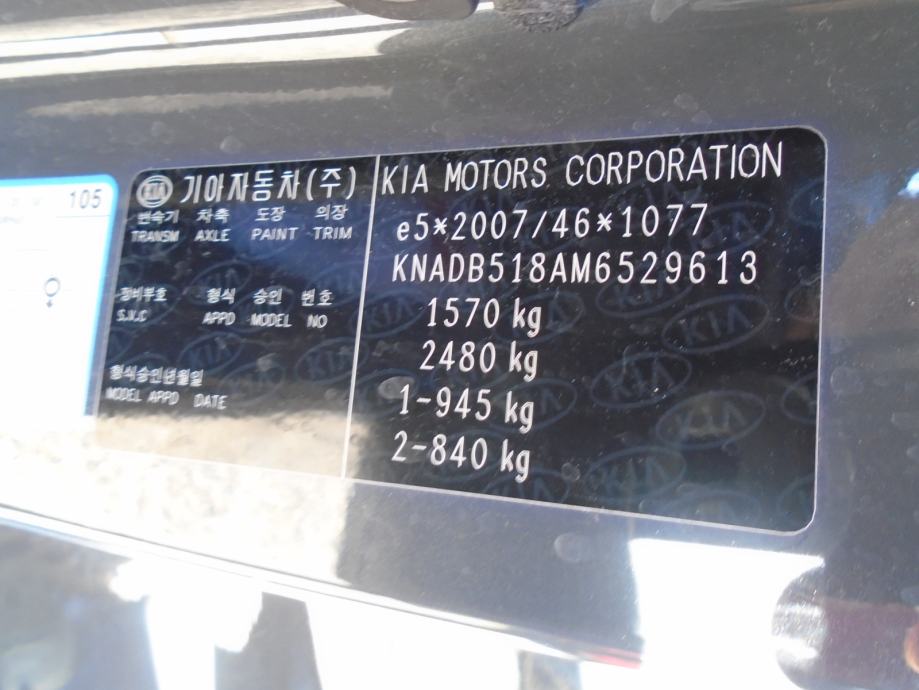 105
KIA 기아자동차(주)
변속기 차축 도장 의장
TRANSM AXLE PAINT TRIM
정비부호 형식 승인 번호
S.V.C APPD MODEL NO
형식승인년월일
MODEL APPD DATE
KIA MOTORS CORPORATION
e5*2007/46*1077
KNADB518AM6529613
1570 kg
2480 kg
1-945 kg
2-840 kg